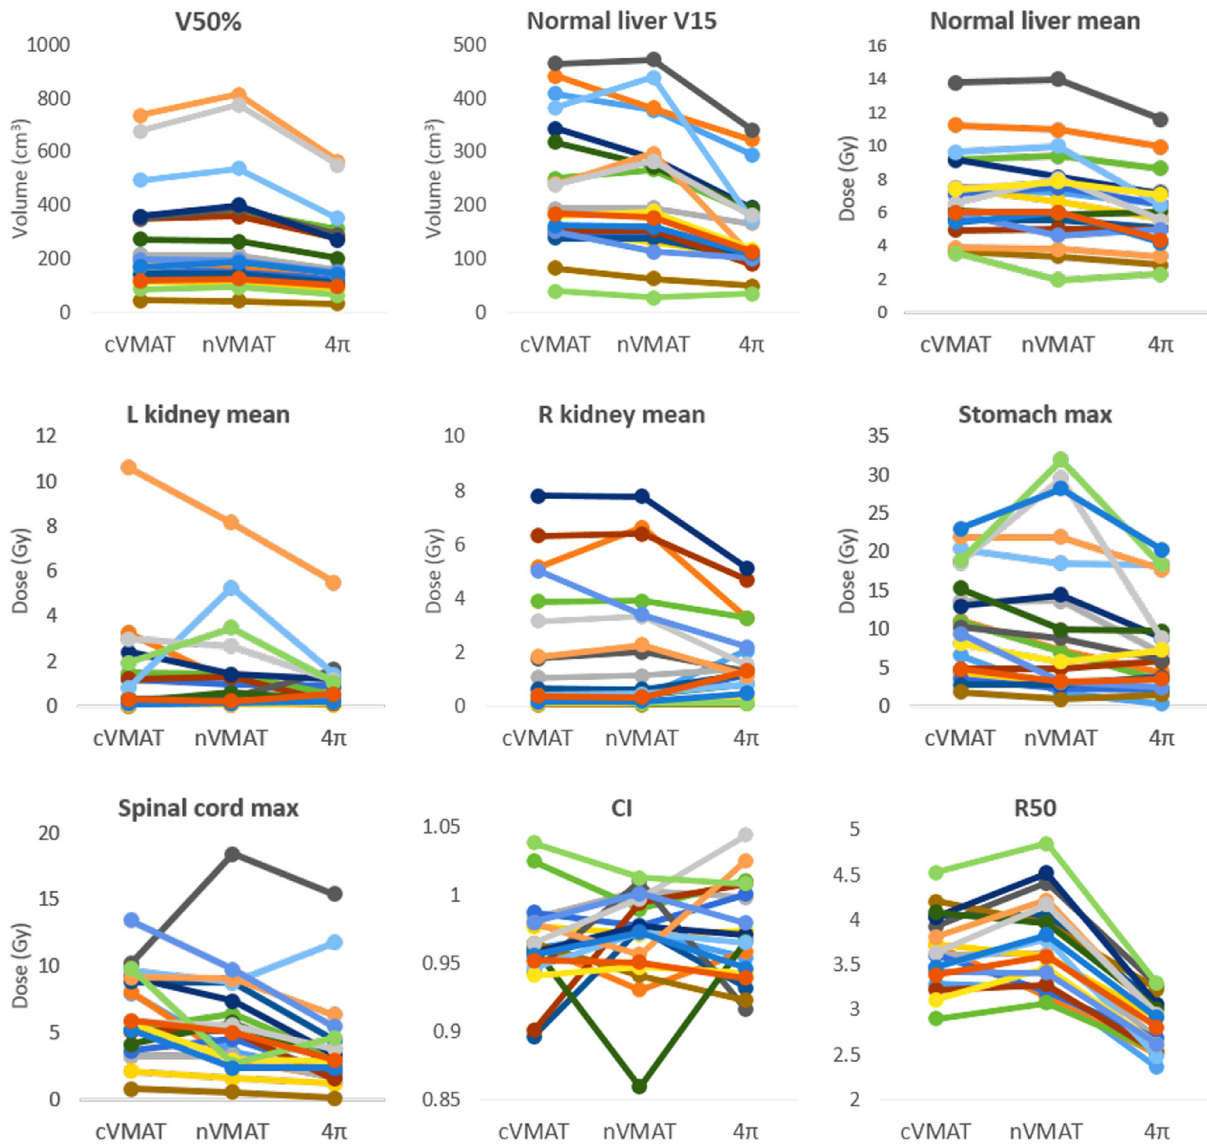 V50%
Volume (cm³)
1000
800
600
400
200
0
cVMAT nVMAT 4π
Normal liver V15
Volume (cm³)
500
400
300
200
100
0
cVMAT nVMAT 4π
Normal liver mean
Dose (Gy)
16
14
12
10
8
6
4
2
0
cVMAT nVMAT 4π
L kidney mean
Dose (Gy)
12
10
8
6
4
2
0
cVMAT nVMAT 4π
R kidney mean
Dose (Gy)
10
8
6
4
2
0
cVMAT nVMAT 4π
Stomach max
Dose (Gy)
35
30
25
20
15
10
5
0
cVMAT nVMAT 4π
Spinal cord max
Dose (Gy)
20
15
10
5
0
cVMAT nVMAT 4π
CI
1.05
1
0.95
0.9
0.85
cVMAT nVMAT 4π
R50
5
4.5
4
3.5
3
2.5
2
cVMAT nVMAT 4π